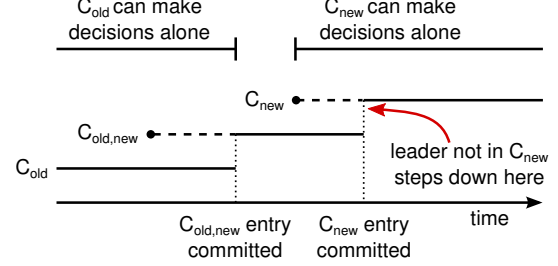 C_old can make
decisions alone
C_new can make
decisions alone
C_new
C_old,new
C_old
leader not in C_new
steps down here
time
C_old,new entry
committed
C_new entry
committed